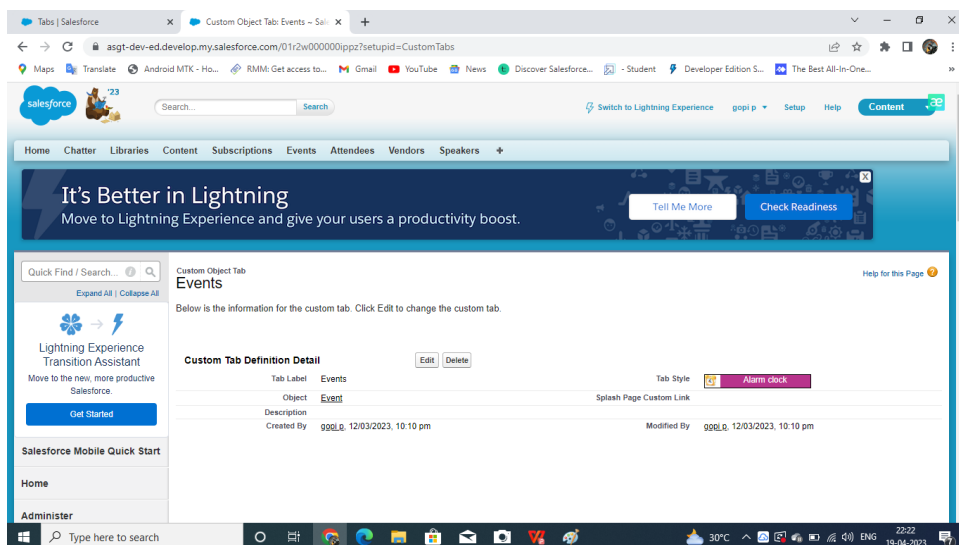 Tabs | Salesforce
Custom Object Tab: Events ~ Sale
asgt-dev-ed.develop.my.salesforce.com/01r2w000000ippz?setupid=CustomTabs
Maps Translate Android MTK - Ho... RMM: Get access to... Gmail YouTube News Discover Salesforce... - Student Developer Edition S... The Best All-In-One... »
salesforce '23 Search... Search Switch to Lightning Experience gopi p Setup Help Content æ
Home Chatter Libraries Content Subscriptions Events Attendees Vendors Speakers +
It's Better in Lightning
Move to Lightning Experience and give your users a productivity boost.
Tell Me More Check Readiness X
Quick Find / Search...
Expand All | Collapse All
Lightning Experience
Transition Assistant
Move to the new, more productive
Salesforce.
Get Started
Salesforce Mobile Quick Start
Home
Administer
Custom Object Tab
Events
Help for this Page
Below is the information for the custom tab. Click Edit to change the custom tab.
Custom Tab Definition Detail Edit Delete
Tab Label Events Tab Style Alarm clock
Object Event Splash Page Custom Link
Description
Created By gopi p, 12/03/2023, 10:10 pm Modified By gopi p, 12/03/2023, 10:10 pm
Type here to search 30°C ENG 22:22
19-04-2023